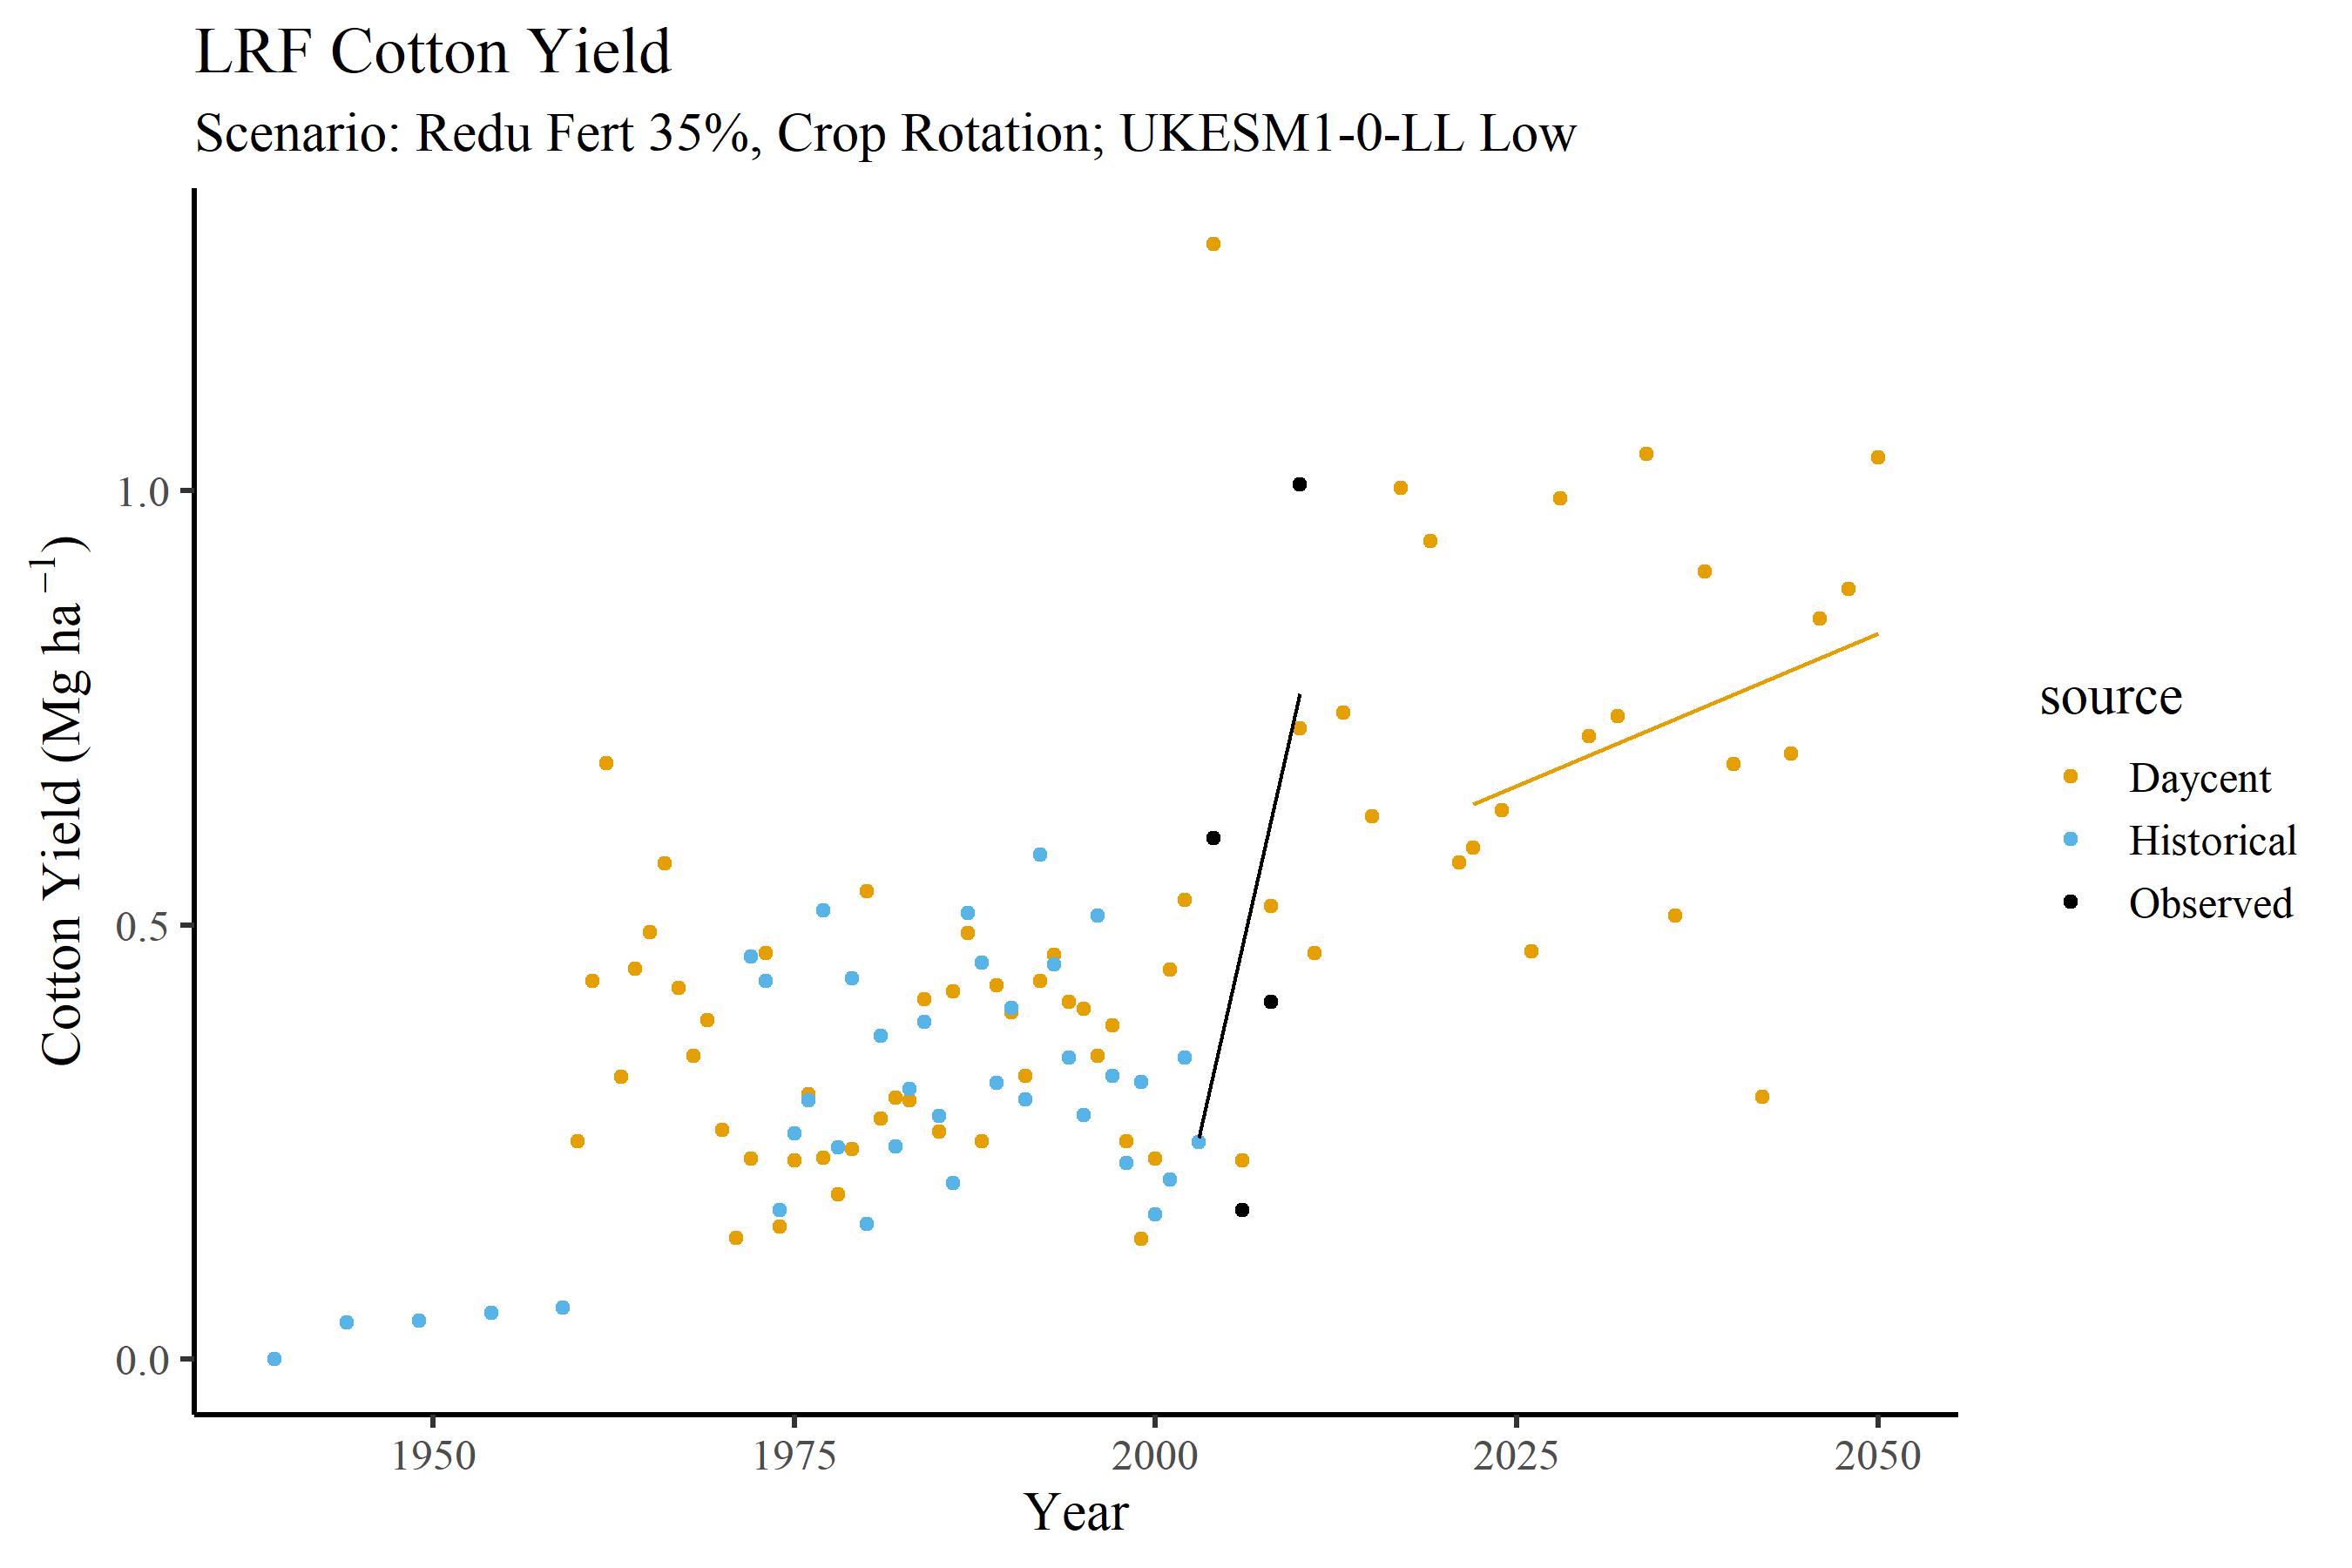 LRF Cotton Yield
Scenario: Redu Fert 35%, Crop Rotation; UKESM1-0-LL Low
Cotton Yield (Mg ha⁻¹)
1.0
0.5
0.0
1950 1975 2000 2025 2050
Year
source
Daycent
Historical
Observed